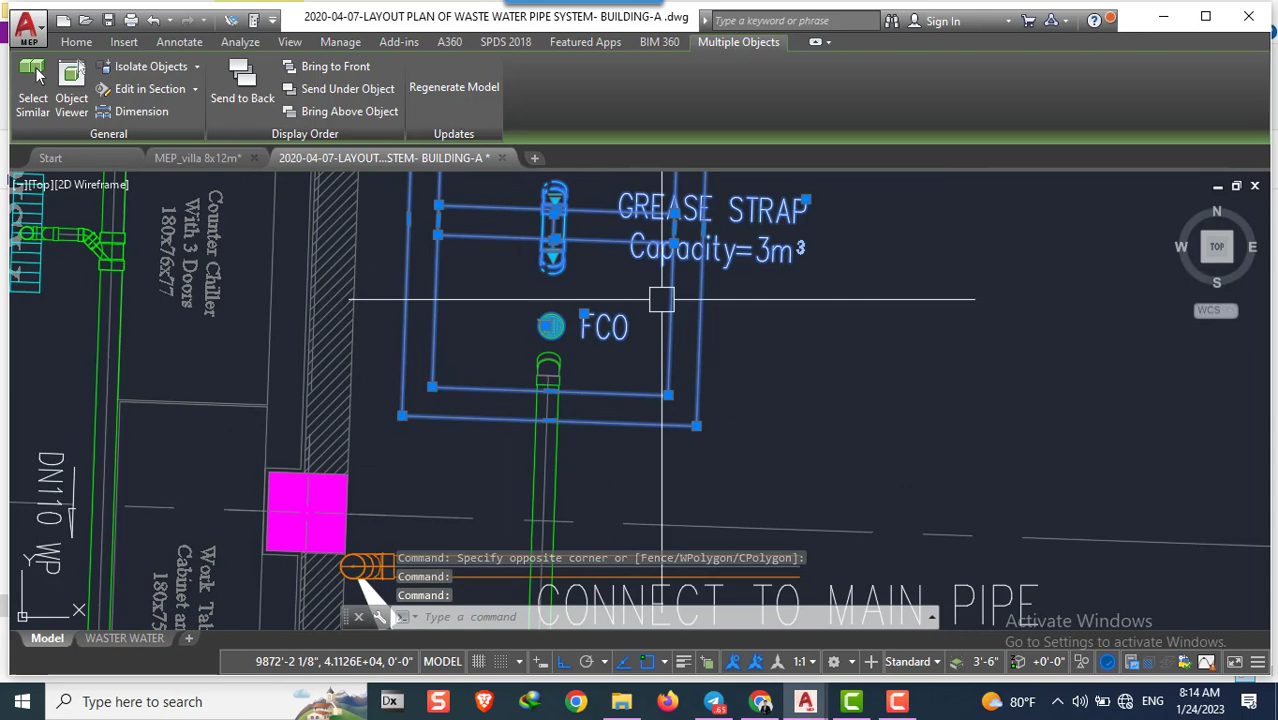 2020-04-07-LAYOUT PLAN OF WASTE WATER PIPE SYSTEM- BUILDING-A .dwg
Type a keyword or phrase
Sign In
MEP
Home Insert Annotate Analyze View Manage Add-ins A360 SPDS 2018 Featured Apps BIM 360 Multiple Objects
Select Similar
Object Viewer
Isolate Objects
Edit in Section
Dimension
Send to Back
Bring to Front
Send Under Object
Bring Above Object
Regenerate Model
General
Display Order
Updates
Start
MEP_villa 8x12m*
2020-04-07-LAYOUT...STEM- BUILDING-A *
[−][Top][2D Wireframe]
Counter Chiller
With 3 Doors
180x76x77
GREASE STRAP
Capacity=3m³
FCO
N
W TOP E
S
WCS
DN110 WP
Work Tab
Cabinet an
180x75
Y
X
Command: Specify opposite corner or [Fence/WPolygon/CPolygon]:
Command:
Command:
CONNECT TO MAIN PIPE
Type a command
Activate Windows
Go to Settings to activate Windows.
Model WASTER WATER
9872'-2 1/8", 4.1126E+04, 0'-0" MODEL 1:1 Standard 3'-6" +0'-0"
Type here to search
Dx
S
.65
A
C
C
80°F
ENG
8:14 AM
1/24/2023